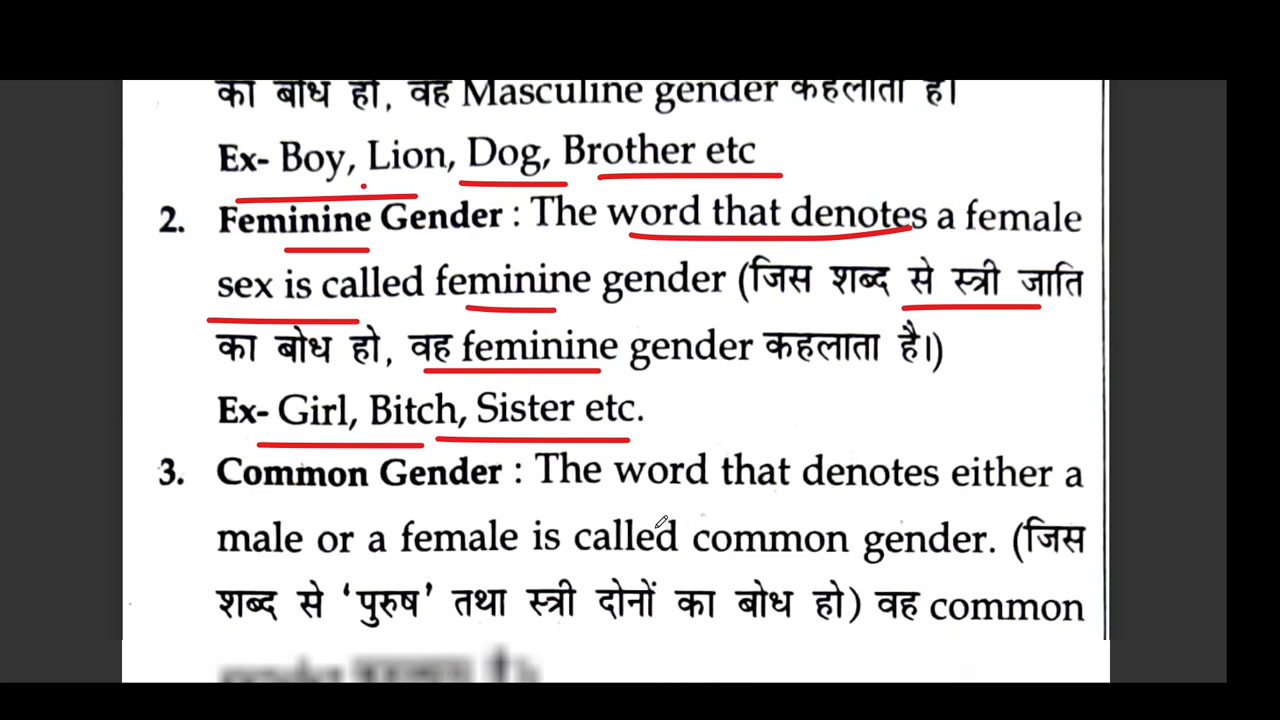 का बोध हो, वह Masculine gender कहलाता है।
Ex- Boy, Lion, Dog, Brother etc
2. Feminine Gender : The word that denotes a female
sex is called feminine gender (जिस शब्द से स्त्री जाति
का बोध हो, वह feminine gender कहलाता है।)
Ex- Girl, Bitch, Sister etc.
3. Common Gender : The word that denotes either a
male or a female is called common gender. (जिस
शब्द से ‘पुरुष’ तथा स्त्री दोनों का बोध हो) वह common